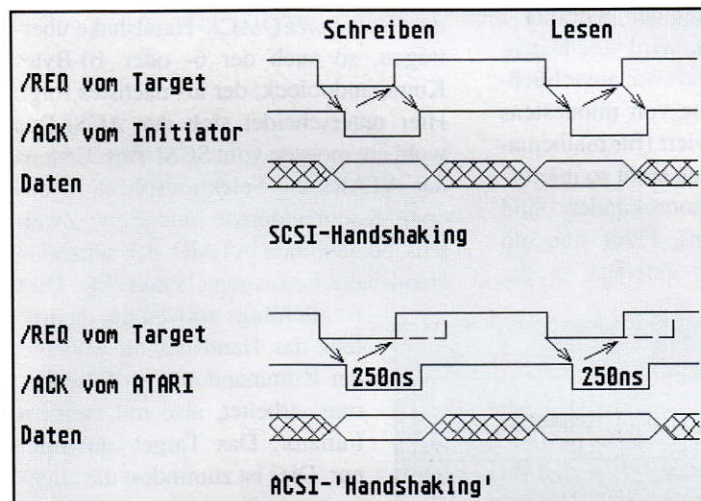 Schreiben Lesen
/REQ vom Target
/ACK vom Initiator
Daten
SCSI-Handshaking
/REQ vom Target
/ACK vom ATARI 250ns 250ns
Daten
ACSI-'Handshaking'